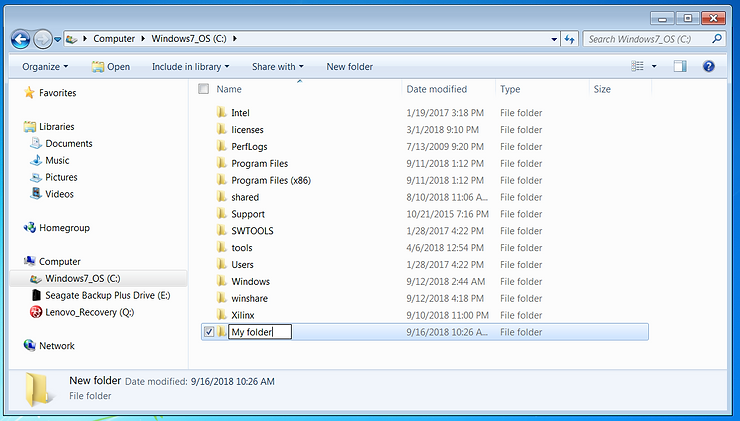 Computer Windows7_OS (C:) Search Windows7_OS (C:)
Organize Open Include in library Share with New folder
Name Date modified Type Size
Favorites
Libraries
Documents
Music
Pictures
Videos
Homegroup
Computer
Windows7_OS (C:)
Seagate Backup Plus Drive (E:)
Lenovo_Recovery (Q:)
Network
Intel 1/19/2017 3:18 PM File folder
licenses 3/1/2018 9:10 PM File folder
PerfLogs 7/13/2009 9:20 PM File folder
Program Files 9/11/2018 1:12 PM File folder
Program Files (x86) 9/11/2018 1:12 PM File folder
shared 8/10/2018 11:06 A... File folder
Support 10/21/2015 7:16 PM File folder
SWTOOLS 1/28/2017 4:22 PM File folder
tools 4/6/2018 12:54 PM File folder
Users 1/28/2017 4:22 PM File folder
Windows 9/12/2018 2:44 AM File folder
winshare 9/12/2018 4:18 PM File folder
Xilinx 9/10/2018 11:00 PM File folder
My folder 9/16/2018 10:26 A... File folder
New folder Date modified: 9/16/2018 10:26 AM
File folder